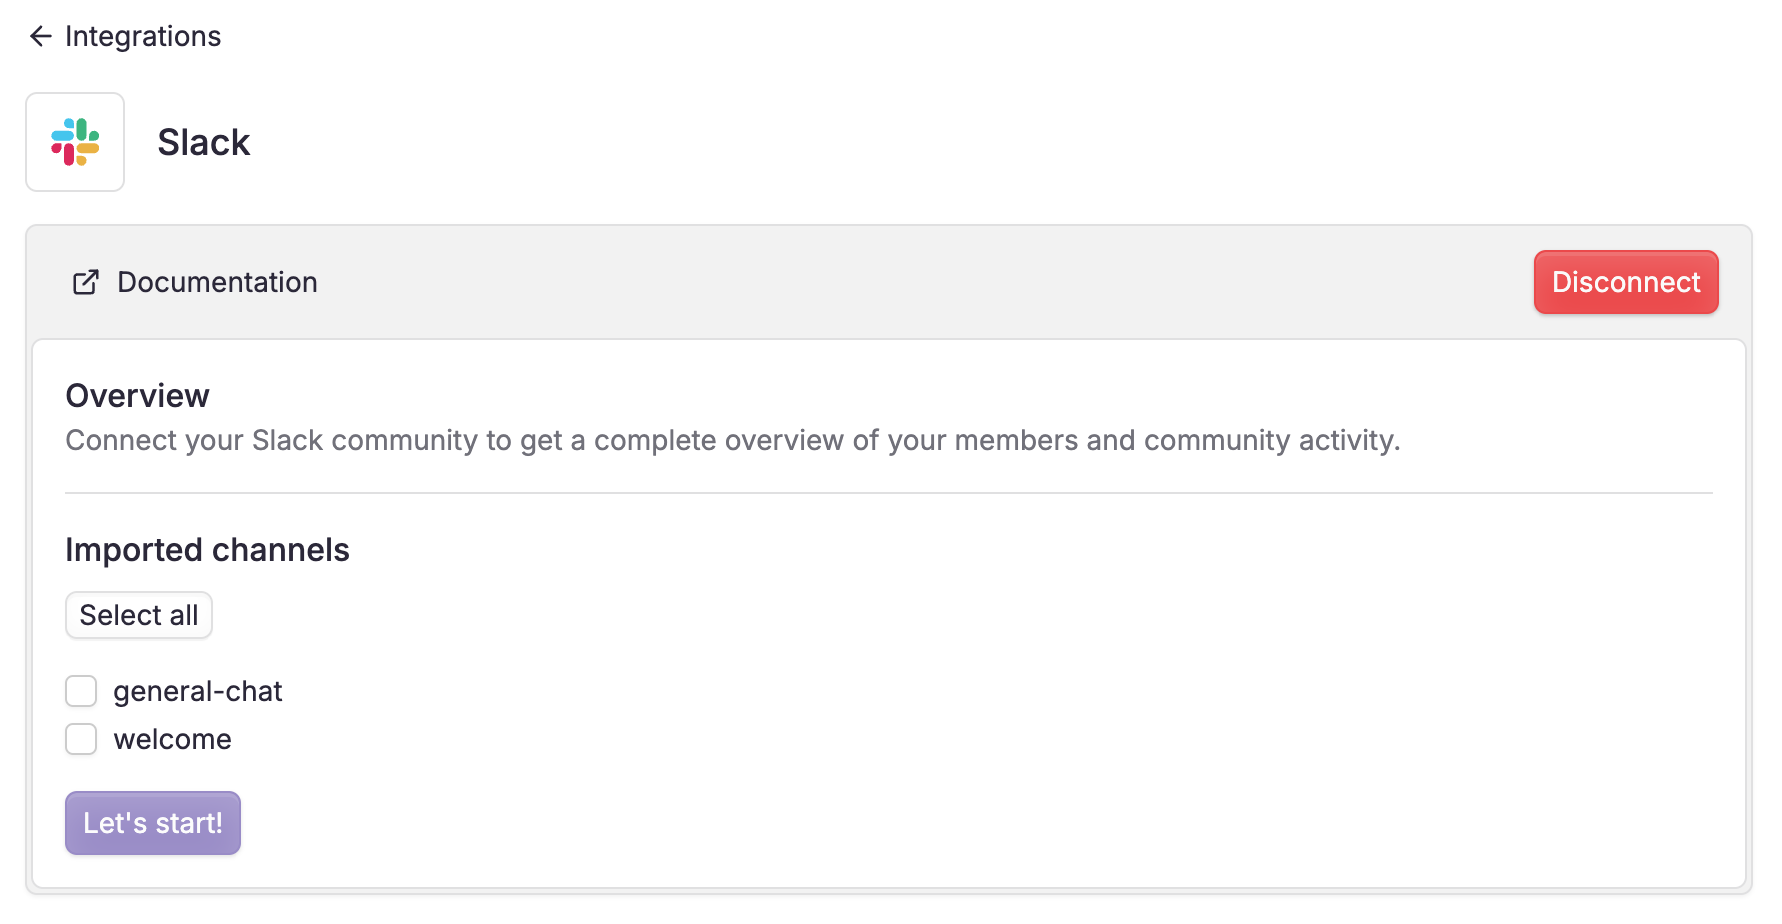 Integrations
Slack
Documentation
Disconnect
Overview
Connect your Slack community to get a complete overview of your members and community activity.
Imported channels
Select all
general-chat
welcome
Let's start!